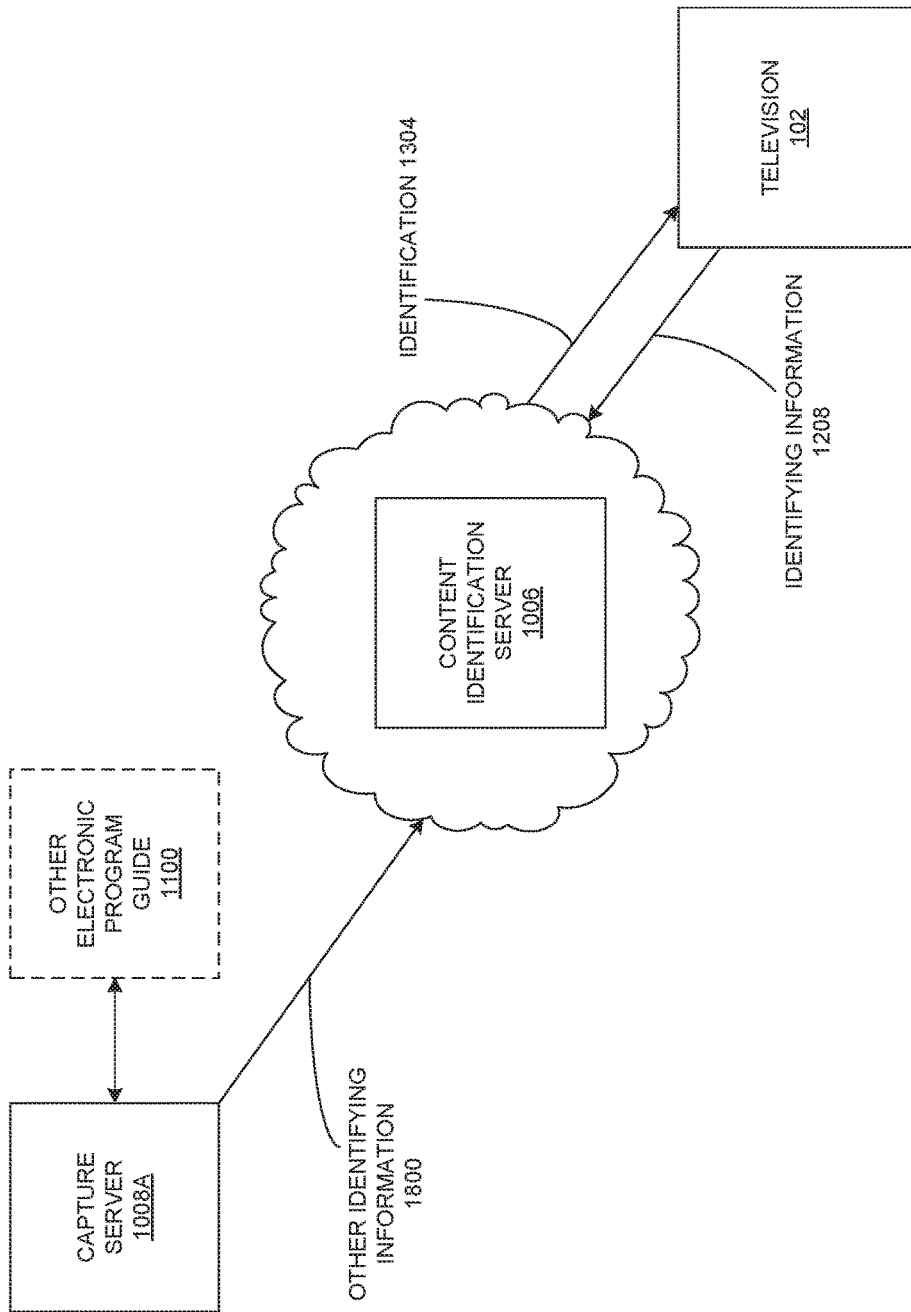 CAPTURE
SERVER
1008A
OTHER
ELECTRONIC
PROGRAM
GUIDE
1100
OTHER IDENTIFYING
INFORMATION
1800
CONTENT
IDENTIFICATION
SERVER
1006
IDENTIFICATION 1304
IDENTIFYING INFORMATION
1208
TELEVISION
102